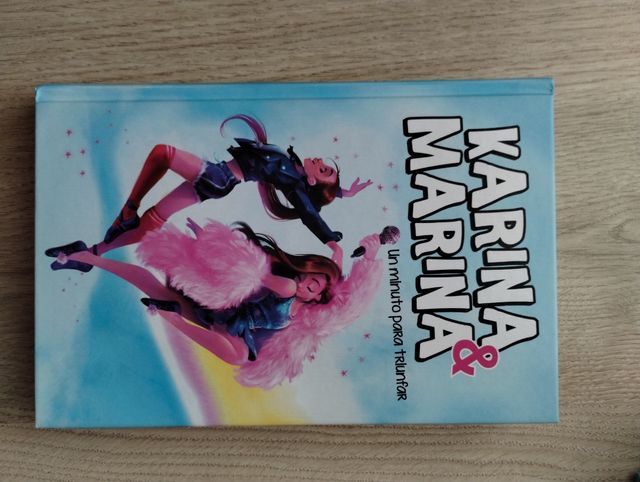 KARINA
& MARINA
Un minuto para triunfar